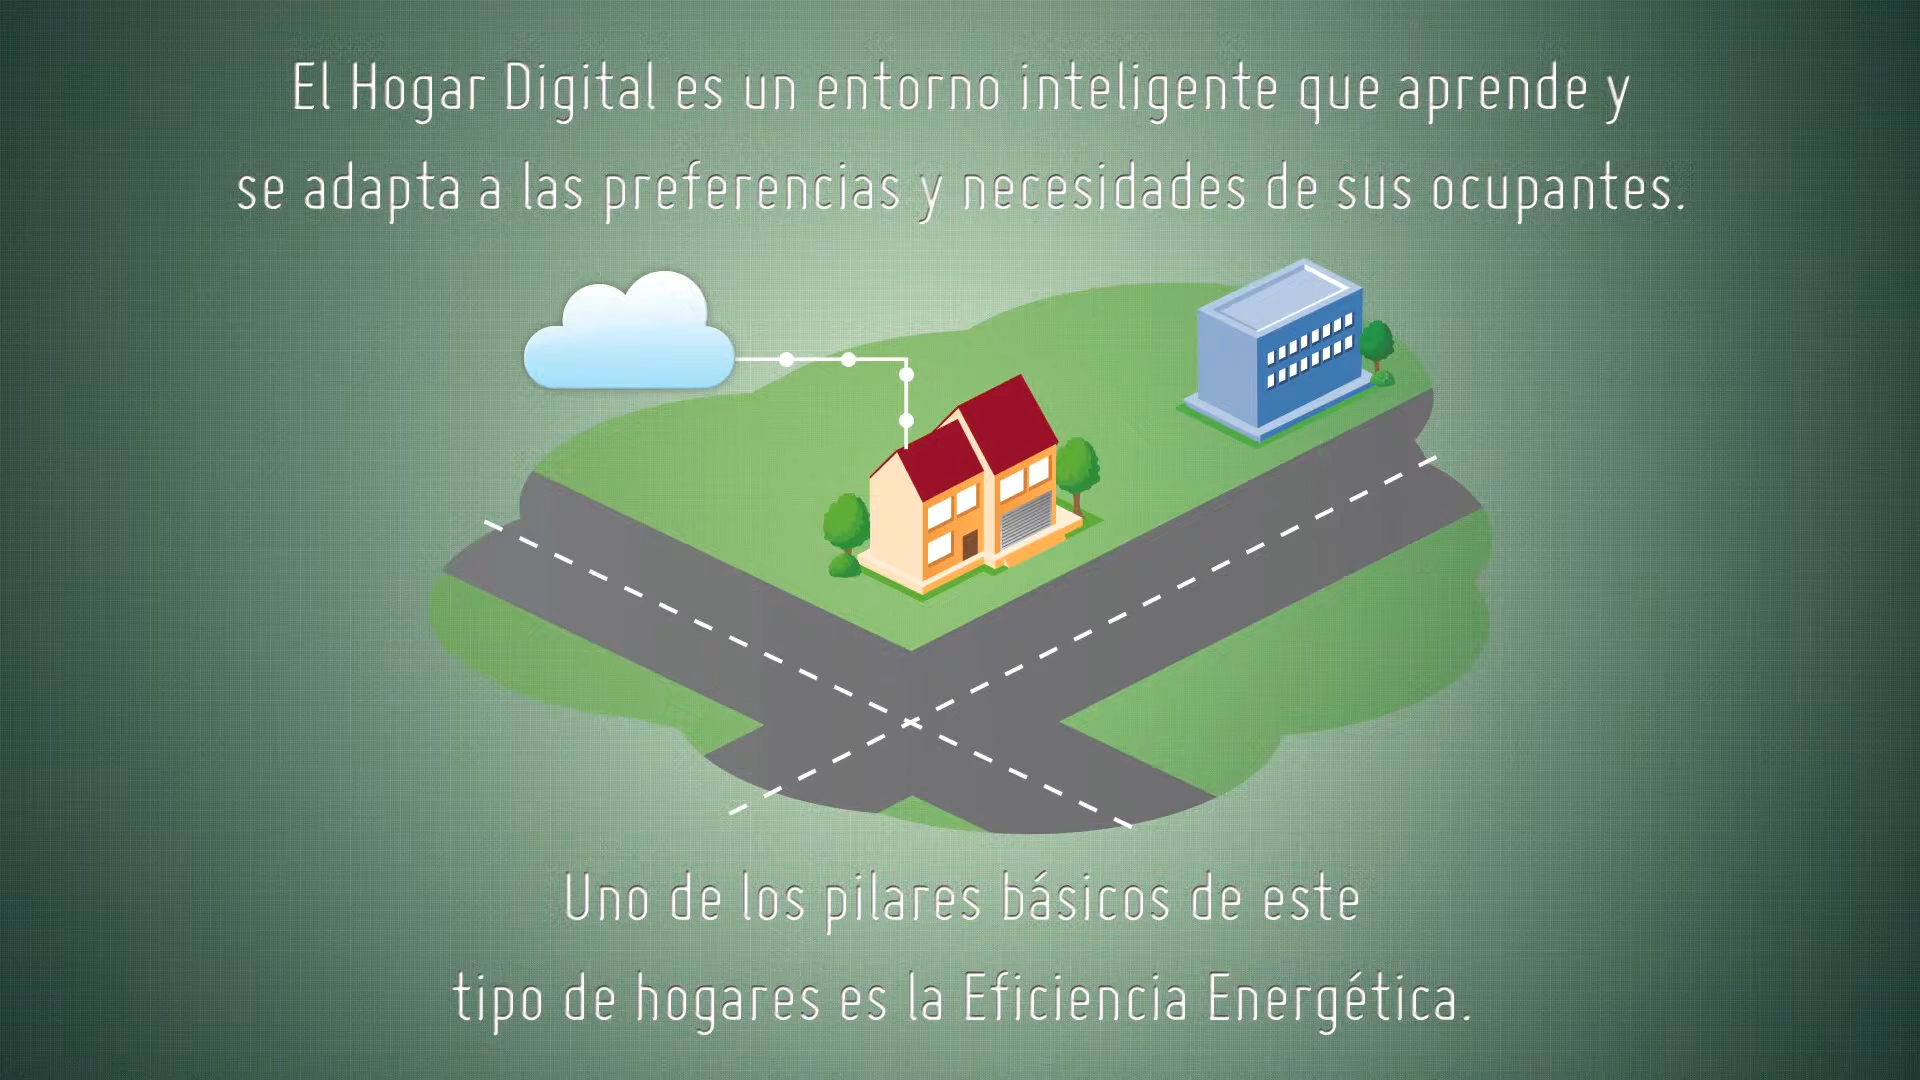 El Hogar Digital es un entorno inteligente que aprende y
se adapta a las preferencias y necesidades de sus ocupantes.
Uno de los pilares básicos de este
tipo de hogares es la Eficiencia Energética.